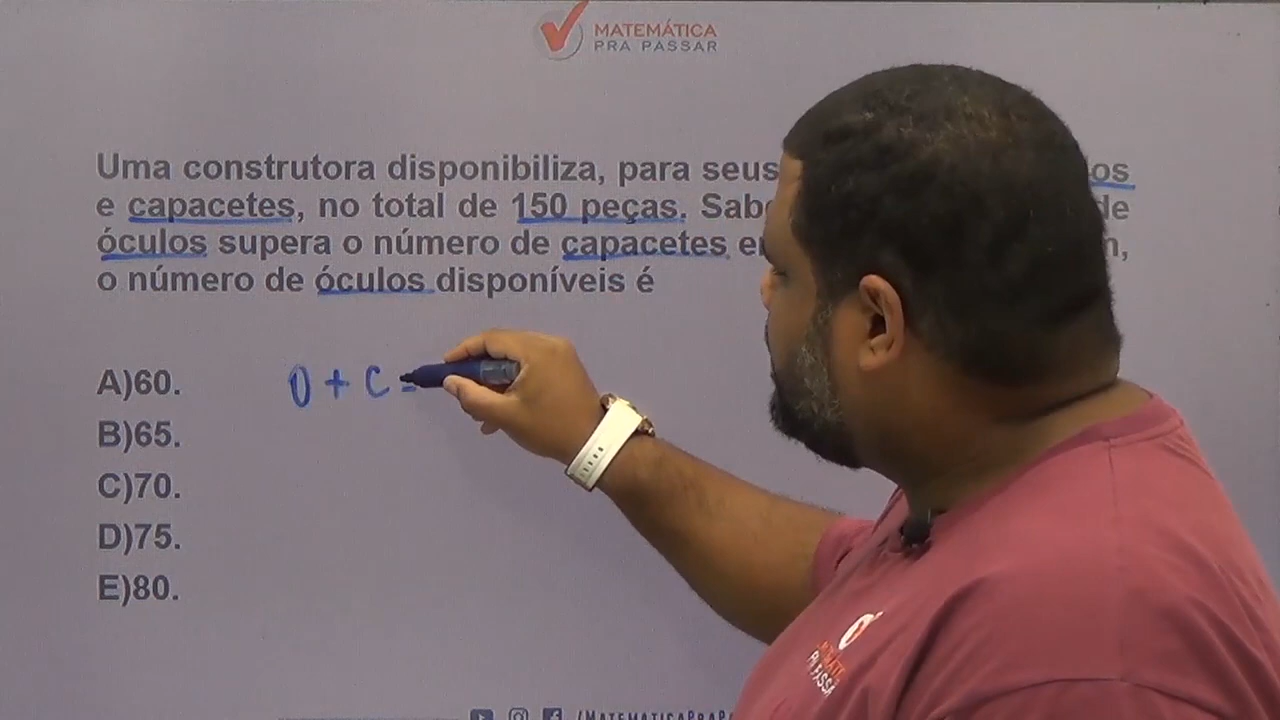 MATEMÁTICA
PRA PASSAR
Uma construtora disponibiliza, para seus
e capacetes, no total de 150 peças. de
óculos supera o número de capacetes
o número de óculos disponíveis é
A)60.
B)65.
C)70.
D)75.
E)80.
O + C =